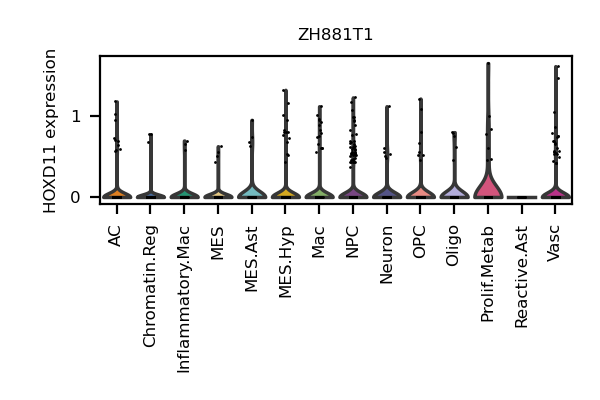 ZH881T1
HOXD11 expression
1
0
AC
Chromatin.Reg
Inflammatory.Mac
MES
MES.Ast
MES.Hyp
Mac
NPC
Neuron
OPC
Oligo
Prolif.Metab
Reactive.Ast
Vasc